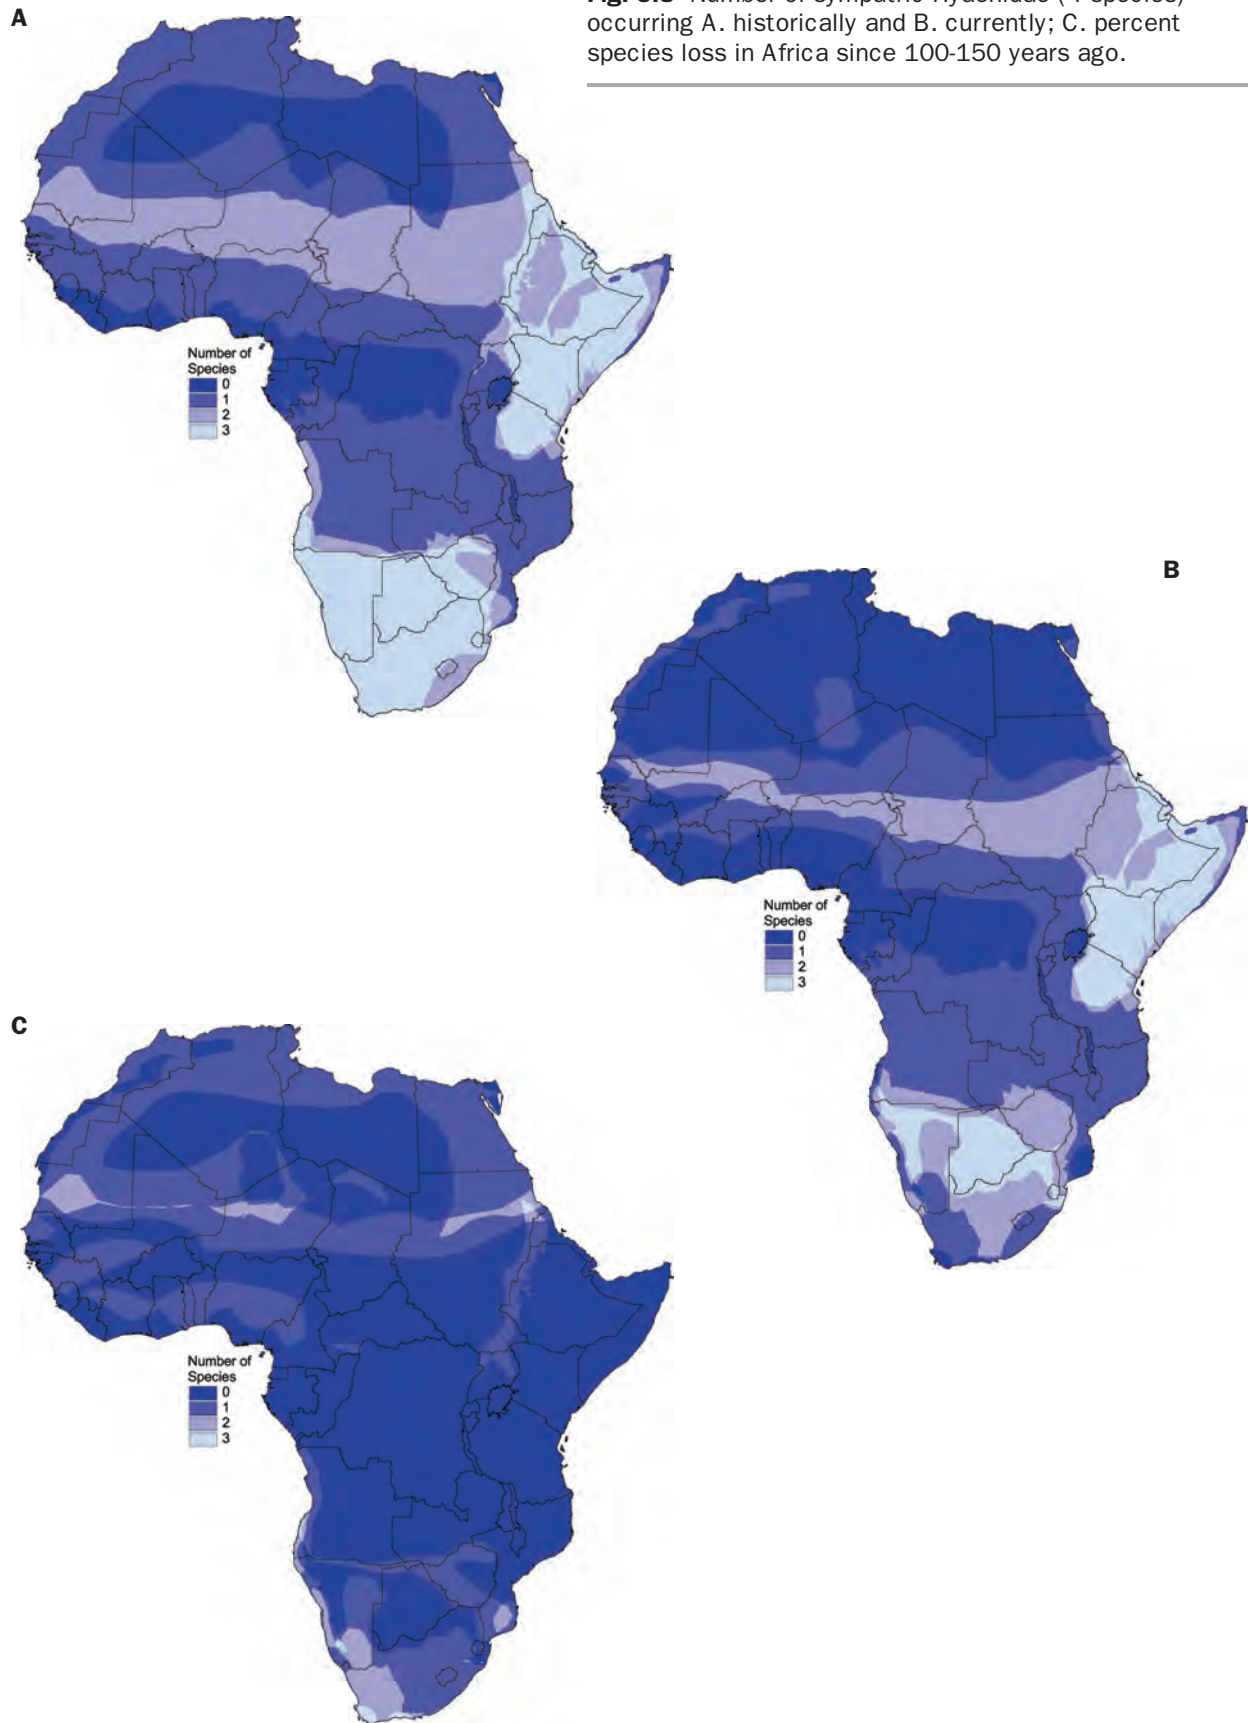 A
occurring A. historically and B. currently; C. percent
species loss in Africa since 100-150 years ago.
Number of
Species
0
1
2
3
B
Number of
Species
0
1
2
3
C
Number of
Species
0
1
2
3